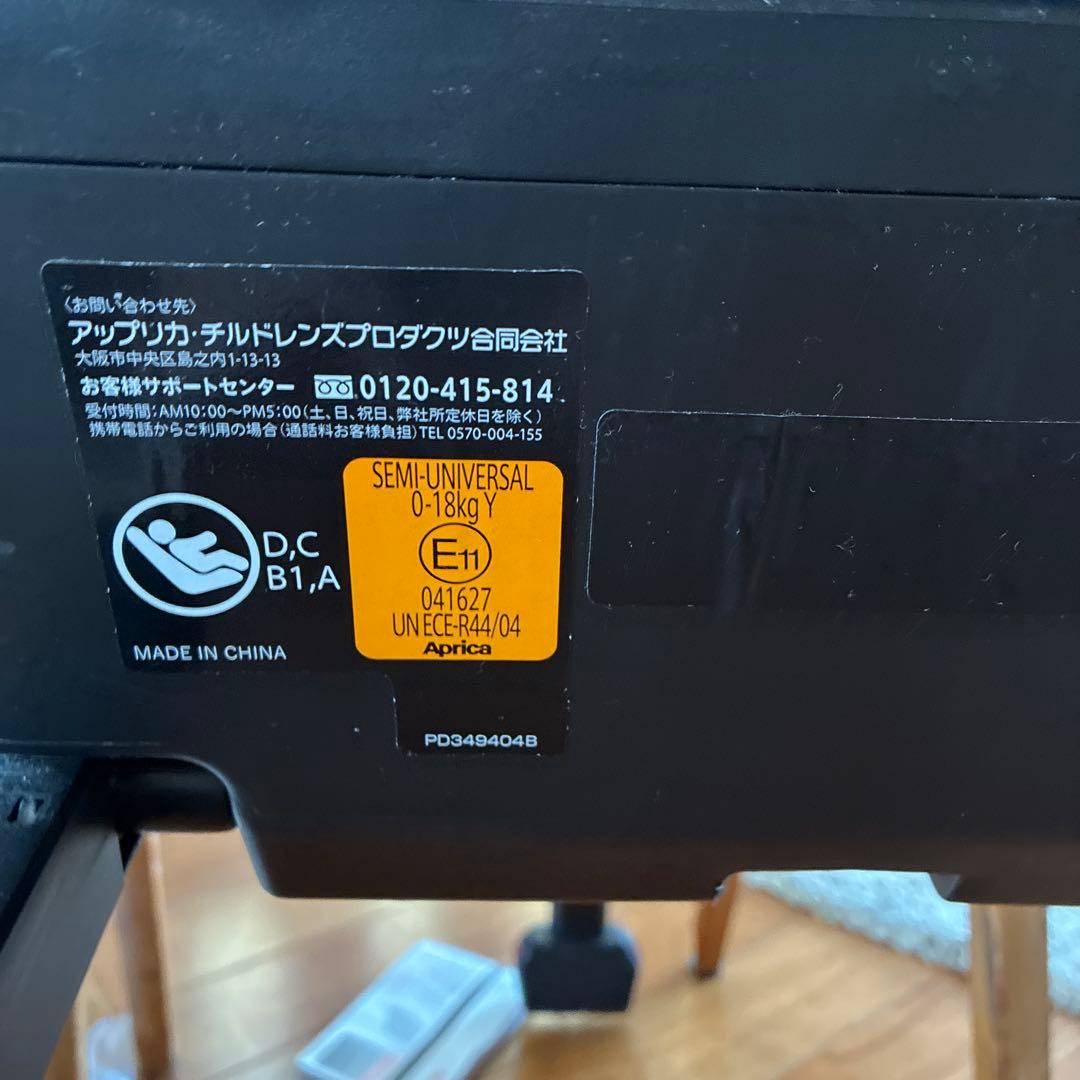 〈お問い合わせ先〉
アップリカ・チルドレンズプロダクツ合同会社
大阪市中央区島之内1-13-13
お客様サポートセンター 0120-415-814
受付時間:AM10:00〜PM5:00(土、日、祝日、弊社所定休日を除く)
携帯電話からご利用の場合(通話料お客様負担)TEL 0570-004-155
SEMI-UNIVERSAL
0-18kg Y
E11
041627
UN ECE-R44/04
Aprica
D,C
B1,A
MADE IN CHINA
PD349404B